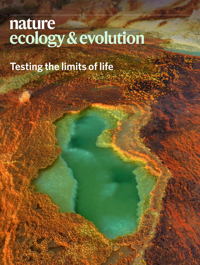 nature
ecology & evolution
Testing the limits of life